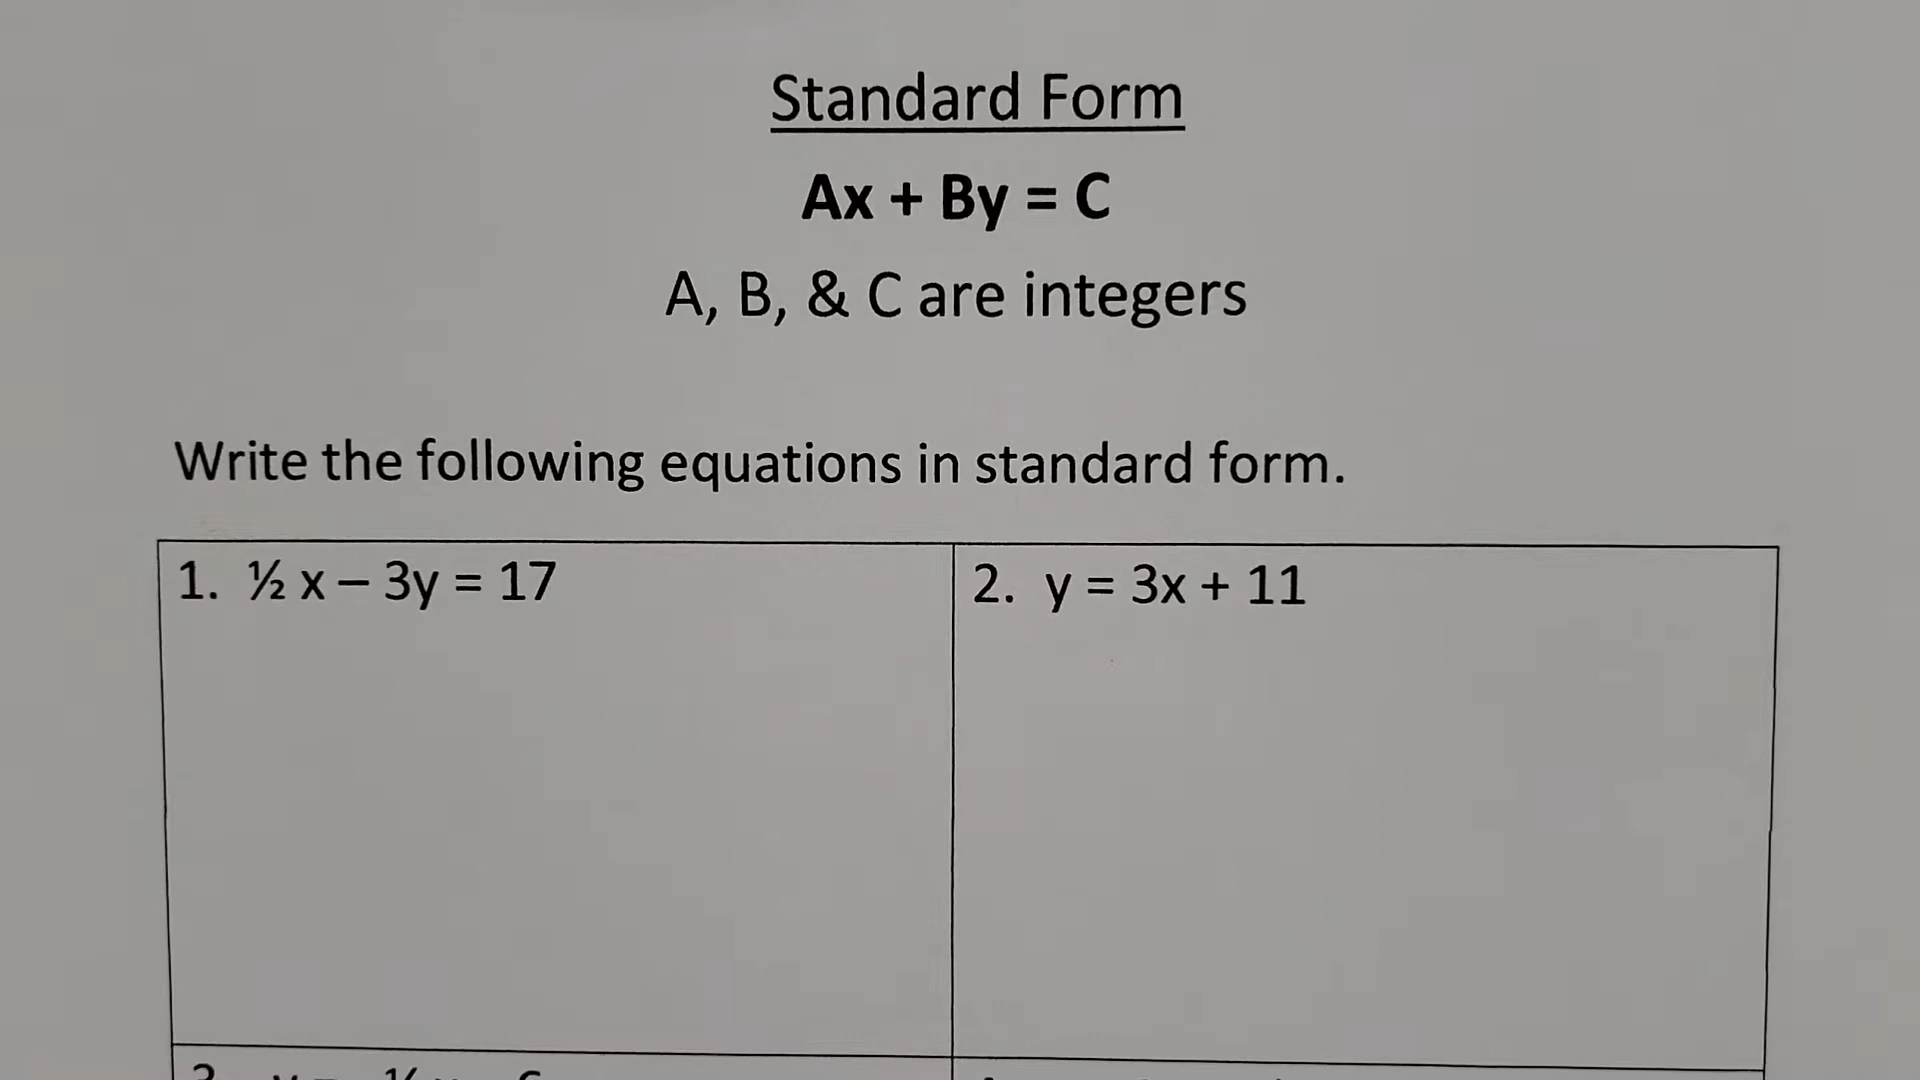 Standard Form
Ax + By = C
A, B, & C are integers
Write the following equations in standard form.
1. ½ x – 3y = 17
2. y = 3x + 11